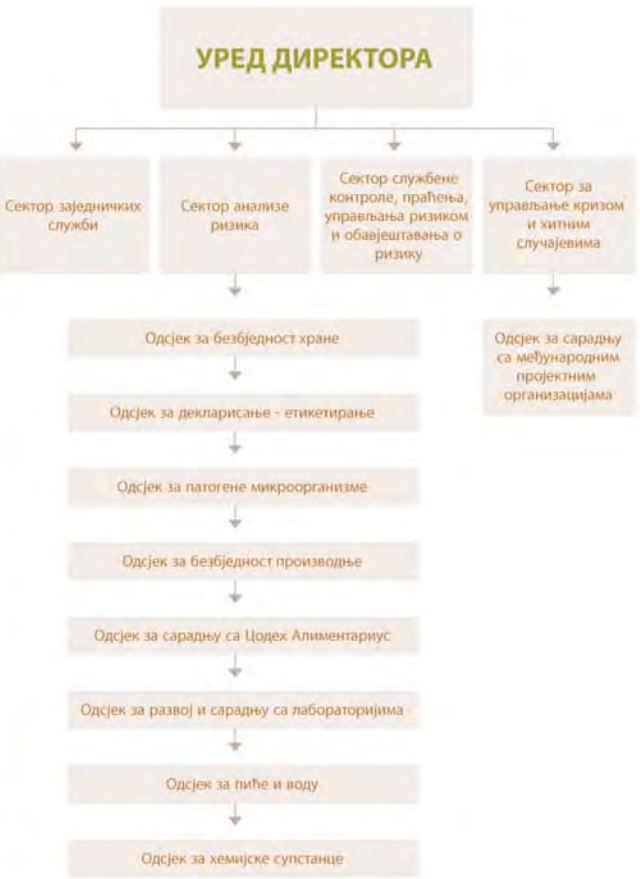 УРЕД ДИРЕКТОРА
Сектор заједничких
служби
Сектор анализе
ризика
Сектор службене
контроле, праћења,
управљања ризиком
и обавјештавања о
ризику
Сектор за
управљање кризом
и хитним
случајевима
Одсјек за безбједност хране
Одсјек за декларисање - етикетирање
Одсјек за патогене микроорганизме
Одсјек за безбједност производње
Одсјек за сарадњу са Цодех Алиментариус
Одсјек за развој и сарадњу са лабораторијима
Одсјек за пиће и воду
Одсјек за хемијске супстанце
Одсјек за сарадњу
са међународним
пројектним
организацијама